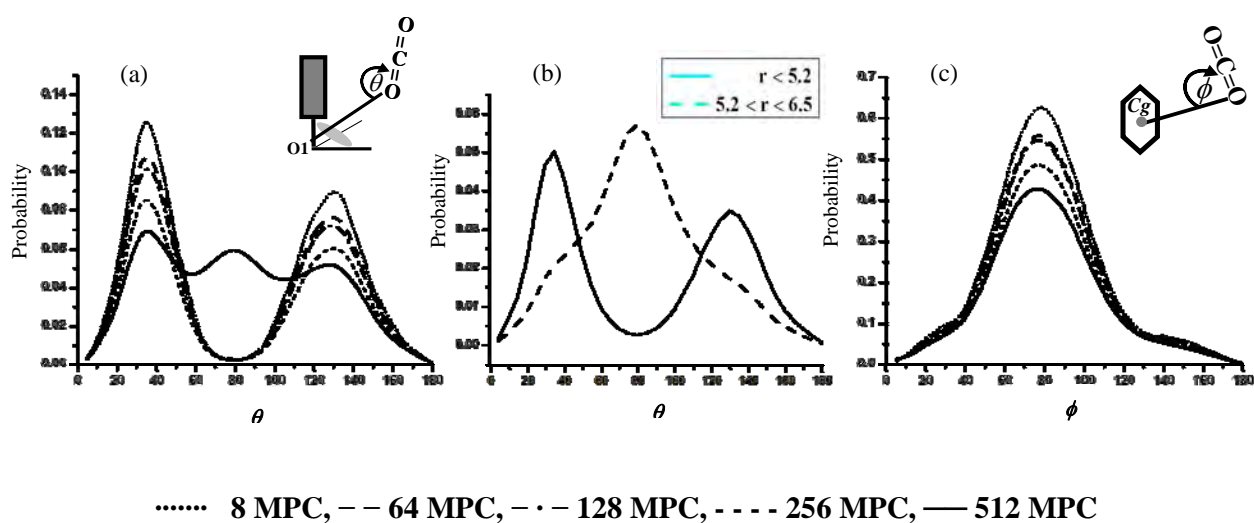 (a)
O
=
C
=
O
θ
O1
Probability
0.14
0.12
0.10
0.08
0.06
0.04
0.02
0.00
0 20 40 60 80 100 120 140 160 180
θ
(b)
r < 5.2
5.2 < r < 6.5
Probability
0.06
0.05
0.04
0.03
0.02
0.01
0.00
0 20 40 60 80 100 120 140 160 180
θ
(c)
O=C=O
ϕ
Cg
Probability
0.7
0.6
0.5
0.4
0.3
0.2
0.1
0.0
0 20 40 60 80 100 120 140 160 180
ϕ
8 MPC, – – 64 MPC, – · – 128 MPC, - - - - 256 MPC, — 512 MPC